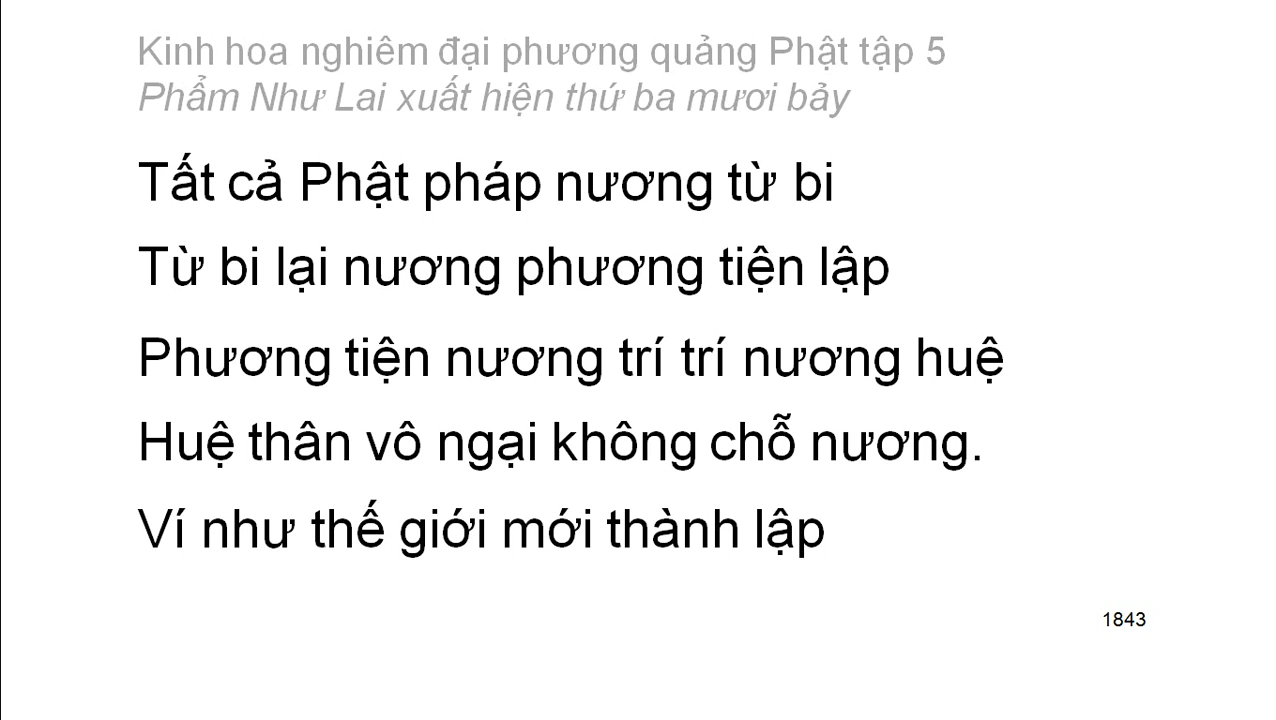 Kinh hoa nghiêm đại phương quảng Phật tập 5
Phẩm Như Lai xuất hiện thứ ba mươi bảy
Tất cả Phật pháp nương từ bi
Từ bi lại nương phương tiện lập
Phương tiện nương trí trí nương huệ
Huệ thân vô ngại không chỗ nương.
Ví như thế giới mới thành lập
1843